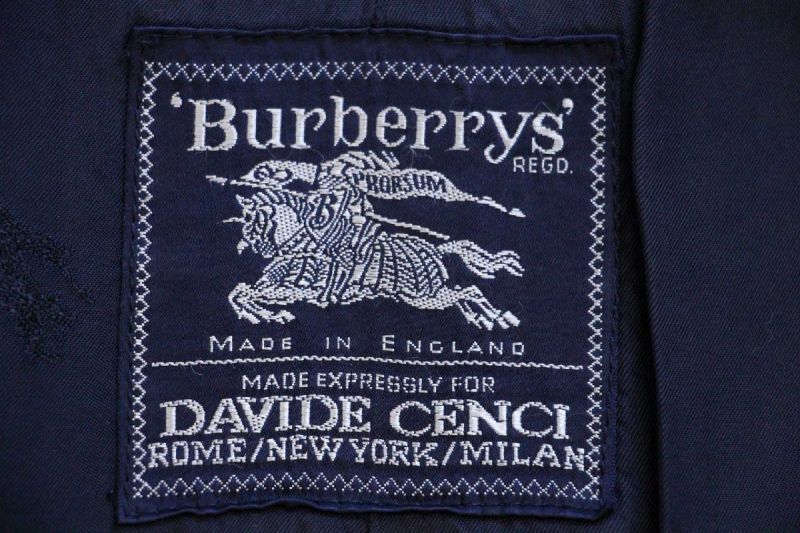 'Burberrys'
REGD.
PRORSUM
B
MADE IN ENGLAND
MADE EXPRESSLY FOR
DAVIDE CENCI
ROME/NEW YORK/MILAN